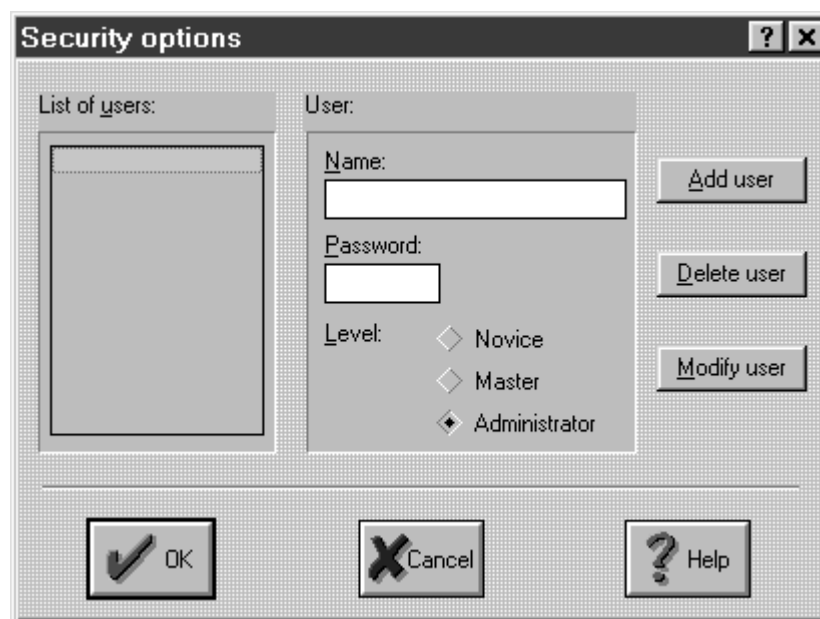 Security options
? X
List of users:
User:
Name:
Add user
Password:
Delete user
Level:
Novice
Modify user
Master
Administrator
OK
Cancel
Help